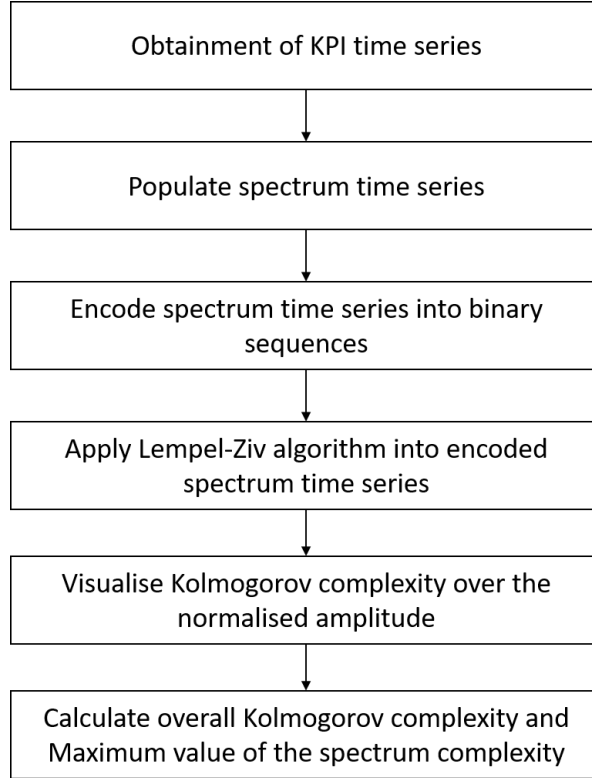 Obtainment of KPI time series
Populate spectrum time series
Encode spectrum time series into binary
sequences
Apply Lempel-Ziv algorithm into encoded
spectrum time series
Visualise Kolmogorov complexity over the
normalised amplitude
Calculate overall Kolmogorov complexity and
Maximum value of the spectrum complexity